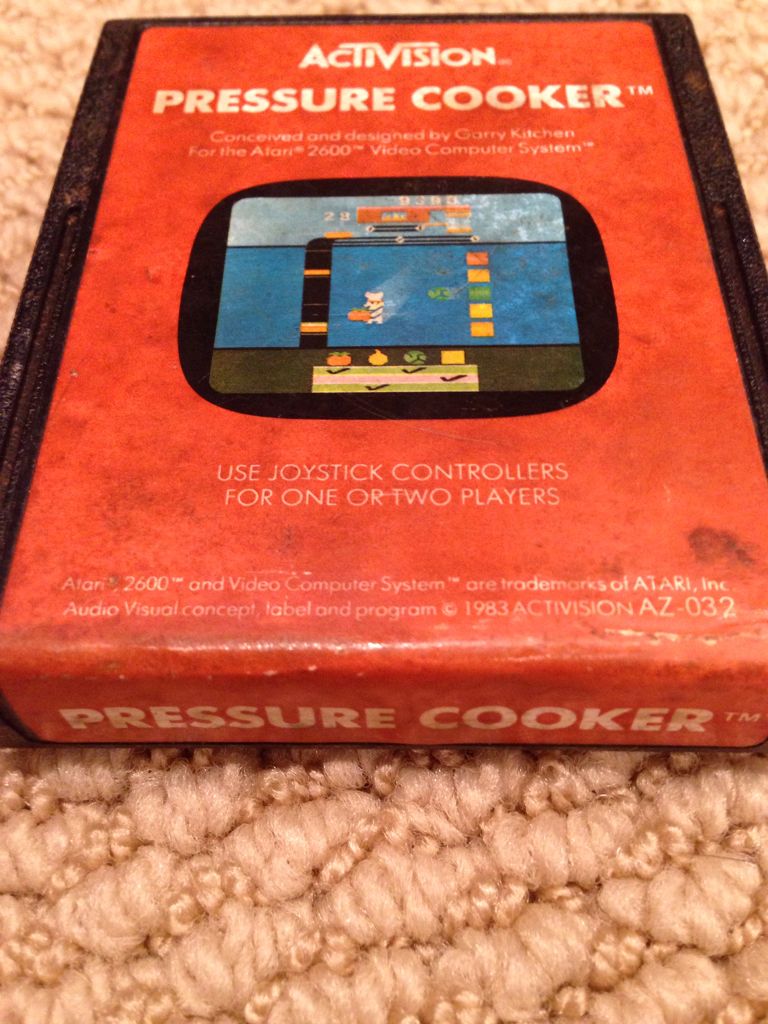 ACTIVISION®
PRESSURE COOKER™
Conceived and designed by Garry Kitchen
For the Atari® 2600™ Video Computer System™
28
USE JOYSTICK CONTROLLERS
FOR ONE OR TWO PLAYERS
Atari®, 2600™ and Video Computer System™ are trademarks of ATARI, Inc
Audio Visual concept, label and program © 1983 ACTIVISION AZ-032
PRESSURE COOKER™